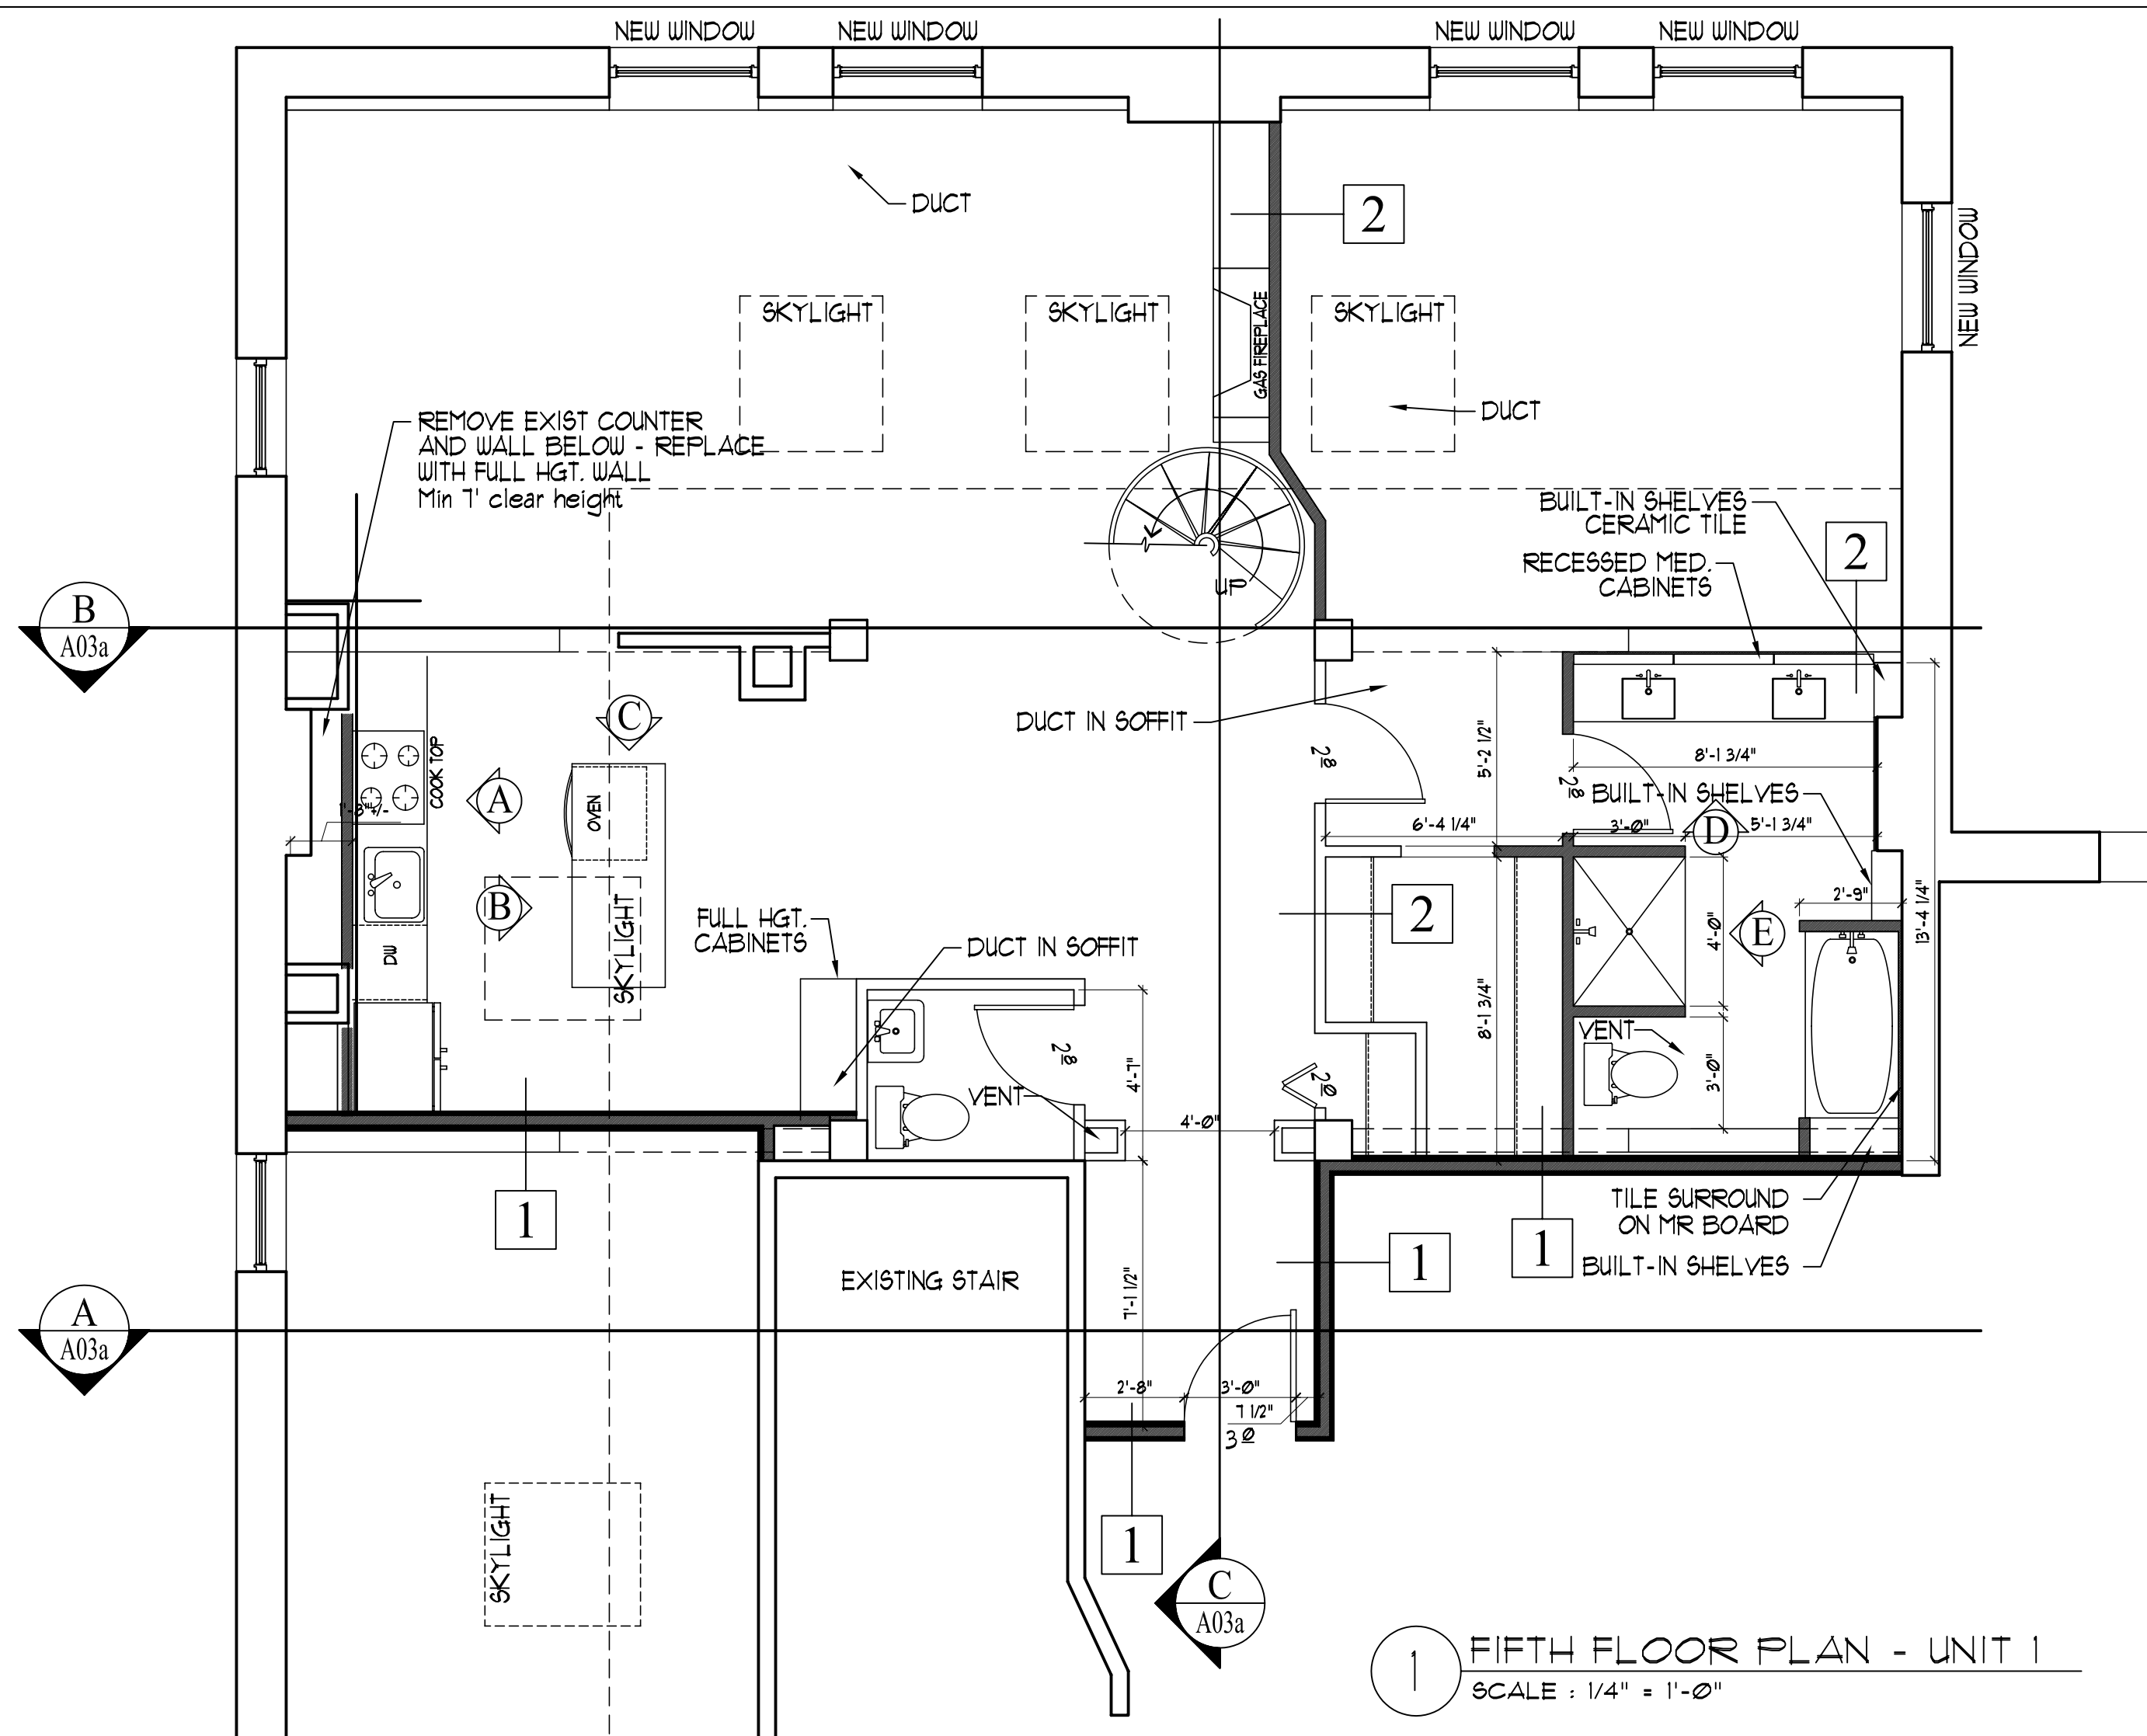 NEW WINDOW
NEW WINDOW
NEW WINDOW
NEW WINDOW
DUCT
2
NEW WINDOW
SKYLIGHT
SKYLIGHT
GAS FIREPLACE
SKYLIGHT
DUCT
REMOVE EXIST COUNTER
AND WALL BELOW - REPLACE
WITH FULL HGT. WALL
Min 7' clear height
BUILT-IN SHELVES
CERAMIC TILE
2
RECESSED MED.
CABINETS
UP
B
A03a
C
DUCT IN SOFFIT
5'-2 1/2"
8'-1 3/4"
28
28
BUILT-IN SHELVES
COOK TOP
A
OVEN
1'-8"+/-
6'-4 1/4"
3'-0"
D
5'-1 3/4"
B
SKYLIGHT
FULL HGT.
CABINETS
DUCT IN SOFFIT
2
2'-9"
4'-0"
E
13'-4 1/4"
DW
8'-1 3/4"
VENT
28
4'-7"
VENT
20
3'-0"
4'-0"
1
TILE SURROUND
ON MR BOARD
1
1
BUILT-IN SHELVES
EXISTING STAIR
7'-1 1/2"
A
A03a
2'-8"
3'-0"
7 1/2"
30
SKYLIGHT
1
C
A03a
1
FIFTH FLOOR PLAN - UNIT 1
SCALE : 1/4" = 1'-0"